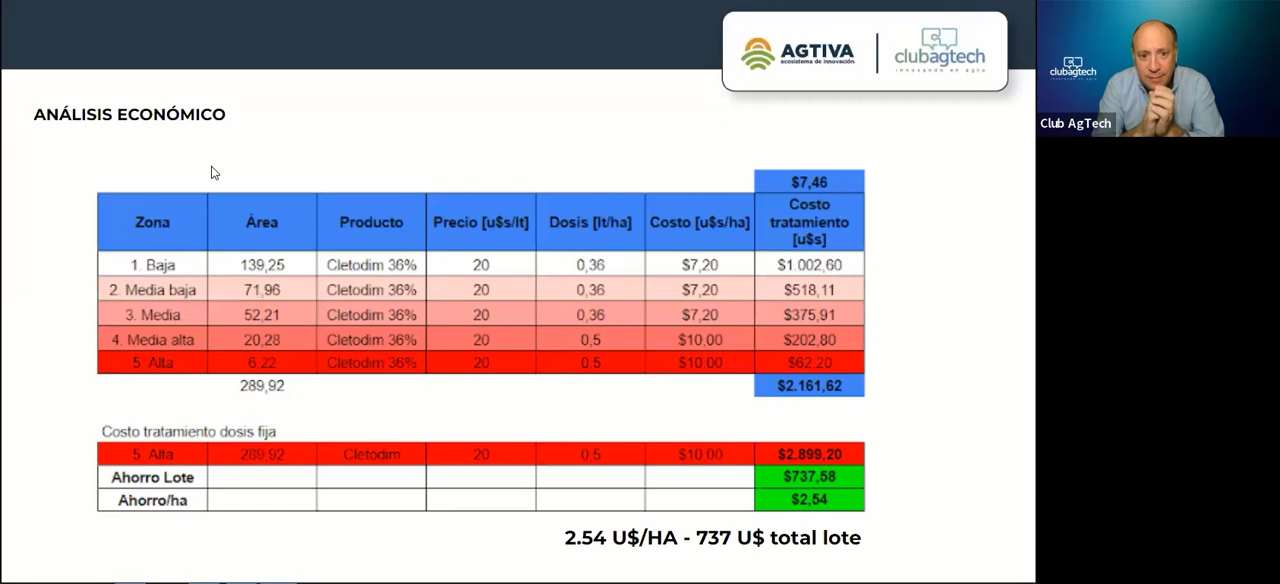 AGTIVA
ecosistema de innovación
clubagtech
innovando en agro
clubagtech
Club AgTech
ANÁLISIS ECONÓMICO
$7,46
Zona Área Producto Precio [u$s/lt] Dosis [lt/ha] Costo [u$s/ha] Costo tratamiento [u$s]
1. Baja 139,25 Cletodim 36% 20 0,36 $7,20 $1.002,60
2. Media baja 71,96 Cletodim 36% 20 0,36 $7,20 $518,11
3. Media 52,21 Cletodim 36% 20 0,36 $7,20 $375,91
4. Media alta 20,28 Cletodim 36% 20 0,5 $10,00 $202,80
5. Alta 6,22 Cletodim 36% 20 0,5 $10,00 $62,20
289,92 $2.161,62
Costo tratamiento dosis fija
5. Alta 289,92 Cletodim 20 0,5 $10,00 $2.899,20
Ahorro Lote $737,58
Ahorro/ha $2,54
2.54 U$/HA - 737 U$ total lote